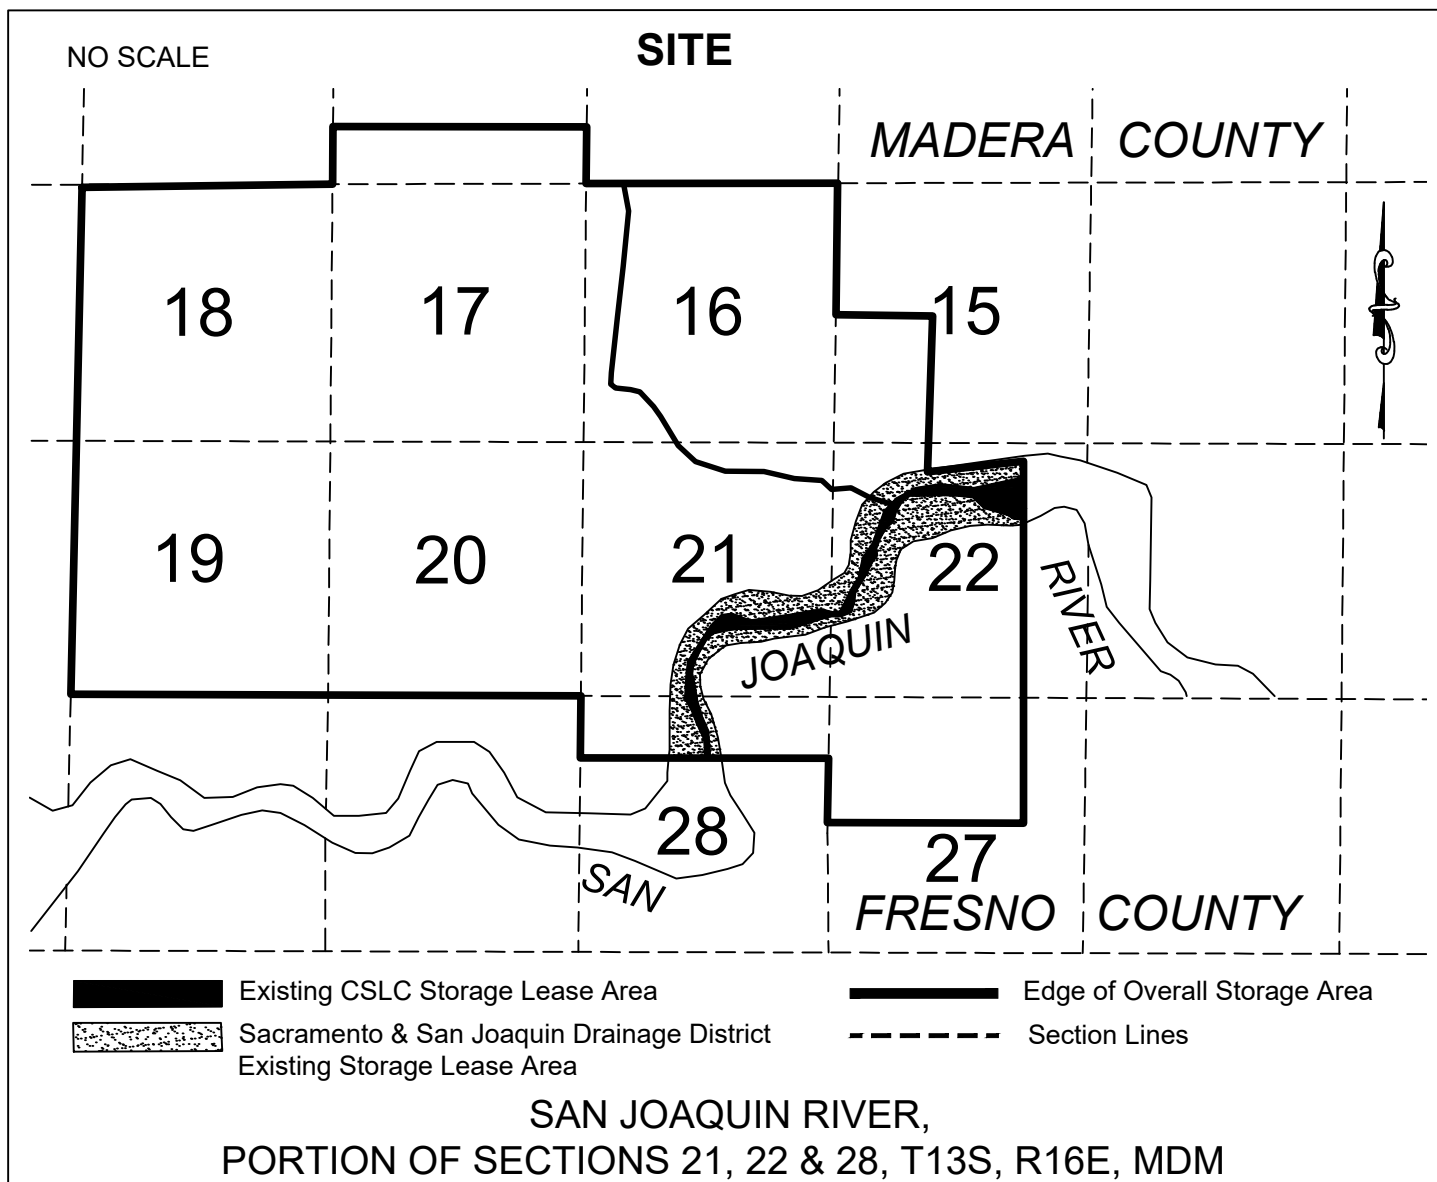 NO SCALE
SITE
MADERA COUNTY
18
17
16
15
19
20
21
22
JOAQUIN
RIVER
28
27
SAN
FRESNO COUNTY
Existing CSLC Storage Lease Area
Edge of Overall Storage Area
Sacramento & San Joaquin Drainage District
Existing Storage Lease Area
Section Lines
SAN JOAQUIN RIVER,
PORTION OF SECTIONS 21, 22 & 28, T13S, R16E, MDM